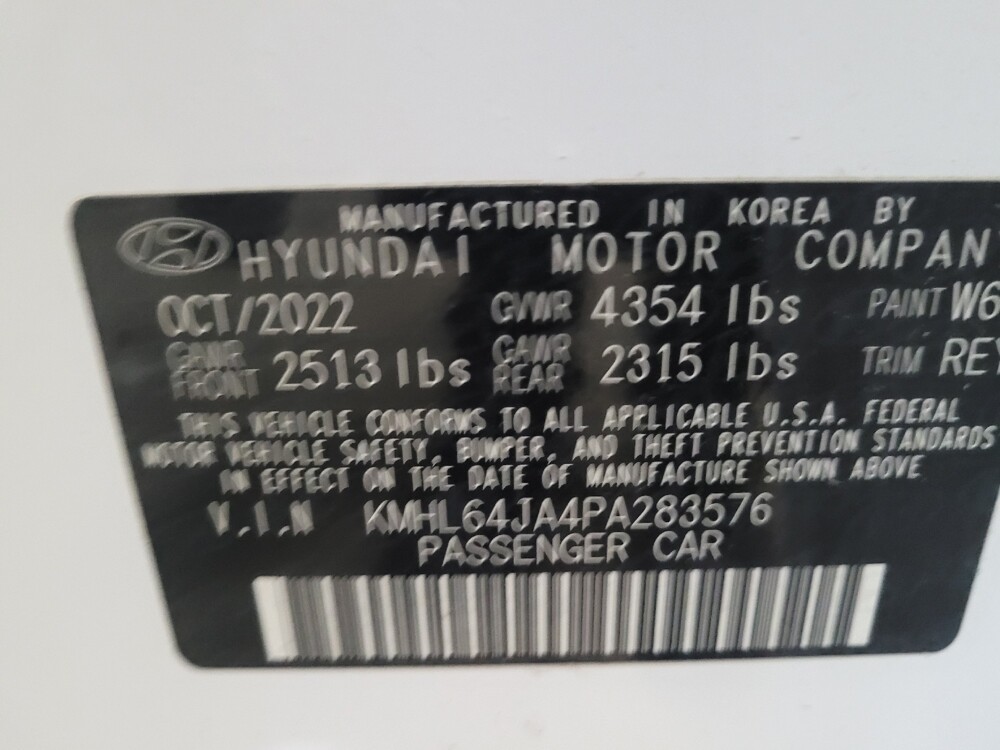 MANUFACTURED IN KOREA BY
HYUNDAI MOTOR COMPAN
OCT/2022 GVWR 4354 lbs PAINT W6
GAWR FRONT 2513 lbs GAWR REAR 2315 lbs TRIM REY
THIS VEHICLE CONFORMS TO ALL APPLICABLE U.S.A. FEDERAL
MOTOR VEHICLE SAFETY, BUMPER, AND THEFT PREVENTION STANDARDS
IN EFFECT ON THE DATE OF MANUFACTURE SHOWN ABOVE
V.I.N KMHL64JA4PA283576
PASSENGER CAR